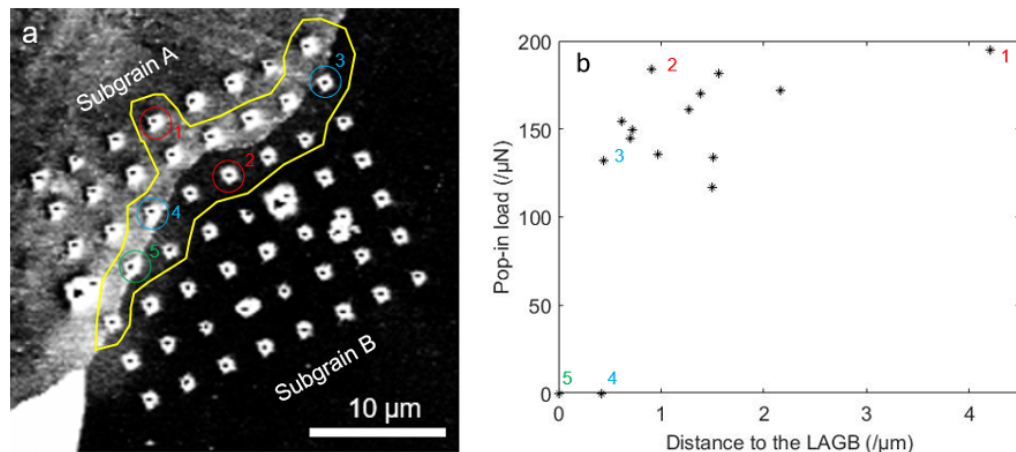 a
Subgrain A
1
2
3
4
5
Subgrain B
10 µm
b
Pop-in load (/µN)
200
150
100
50
0
1
2
3
4
5
0
1
2
3
4
Distance to the LAGB (/µm)